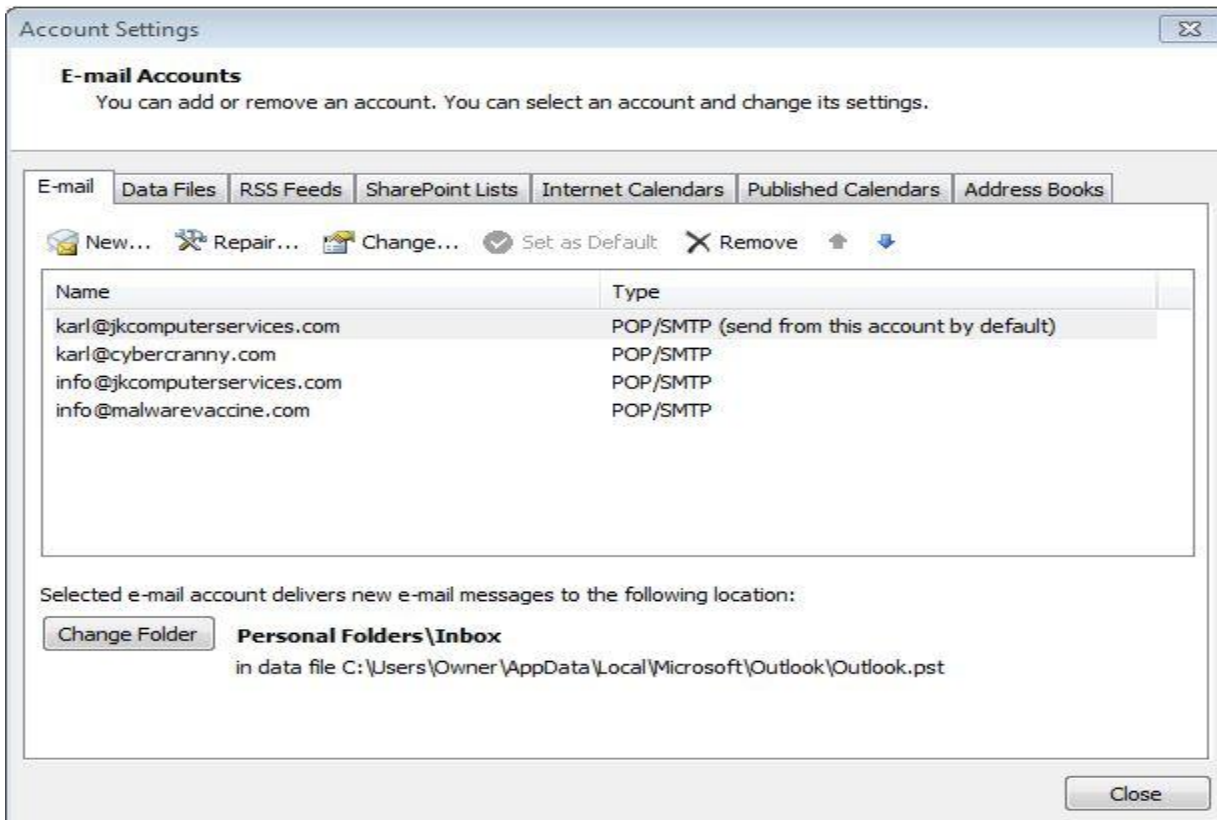 Account Settings
E-mail Accounts
You can add or remove an account. You can select an account and change its settings.
E-mail Data Files RSS Feeds SharePoint Lists Internet Calendars Published Calendars Address Books
New... Repair... Change... Set as Default Remove
Name Type
karl@jkcomputerservices.com POP/SMTP (send from this account by default)
karl@cybercranny.com POP/SMTP
info@jkcomputerservices.com POP/SMTP
info@malwarevaccine.com POP/SMTP
Selected e-mail account delivers new e-mail messages to the following location:
Change Folder Personal Folders\Inbox
in data file C:\Users\Owner\AppData\Local\Microsoft\Outlook\Outlook.pst
Close